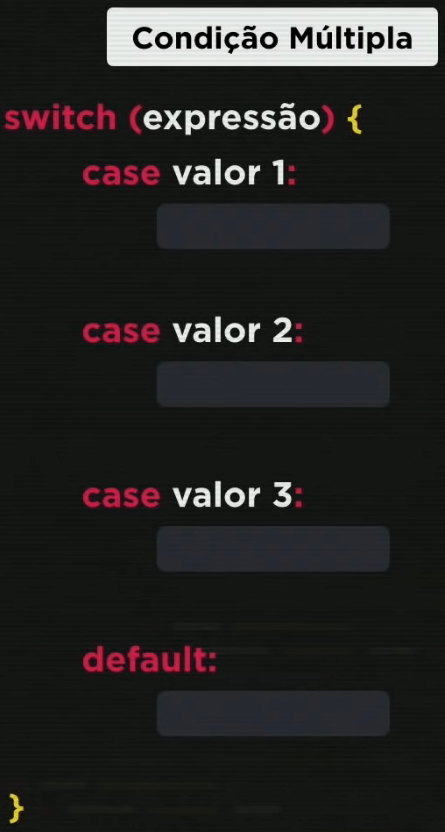 Condição Múltipla
switch (expressão) {
case valor 1:
case valor 2:
case valor 3:
default:
}